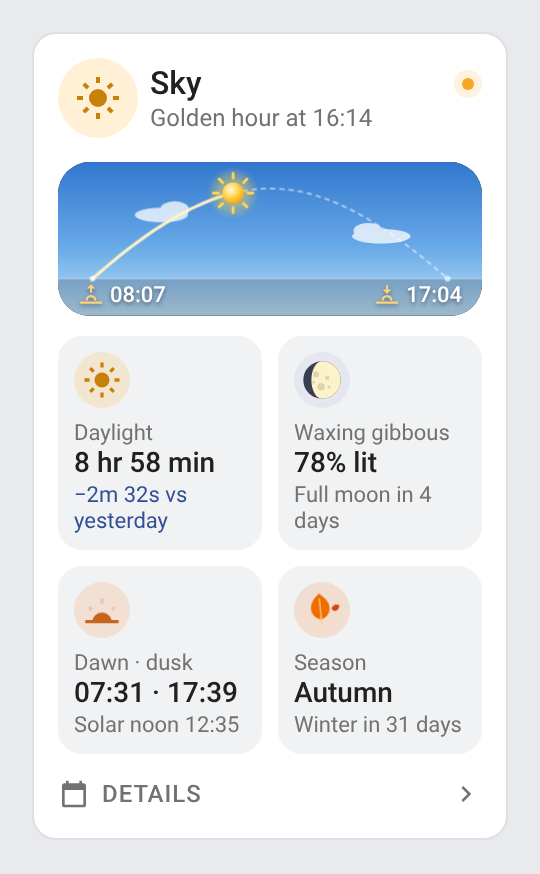 Sky
Golden hour at 16:14
08:07
17:04
Daylight
8 hr 58 min
−2m 32s vs
yesterday
Waxing gibbous
78% lit
Full moon in 4
days
Dawn · dusk
07:31 · 17:39
Solar noon 12:35
Season
Autumn
Winter in 31 days
DETAILS